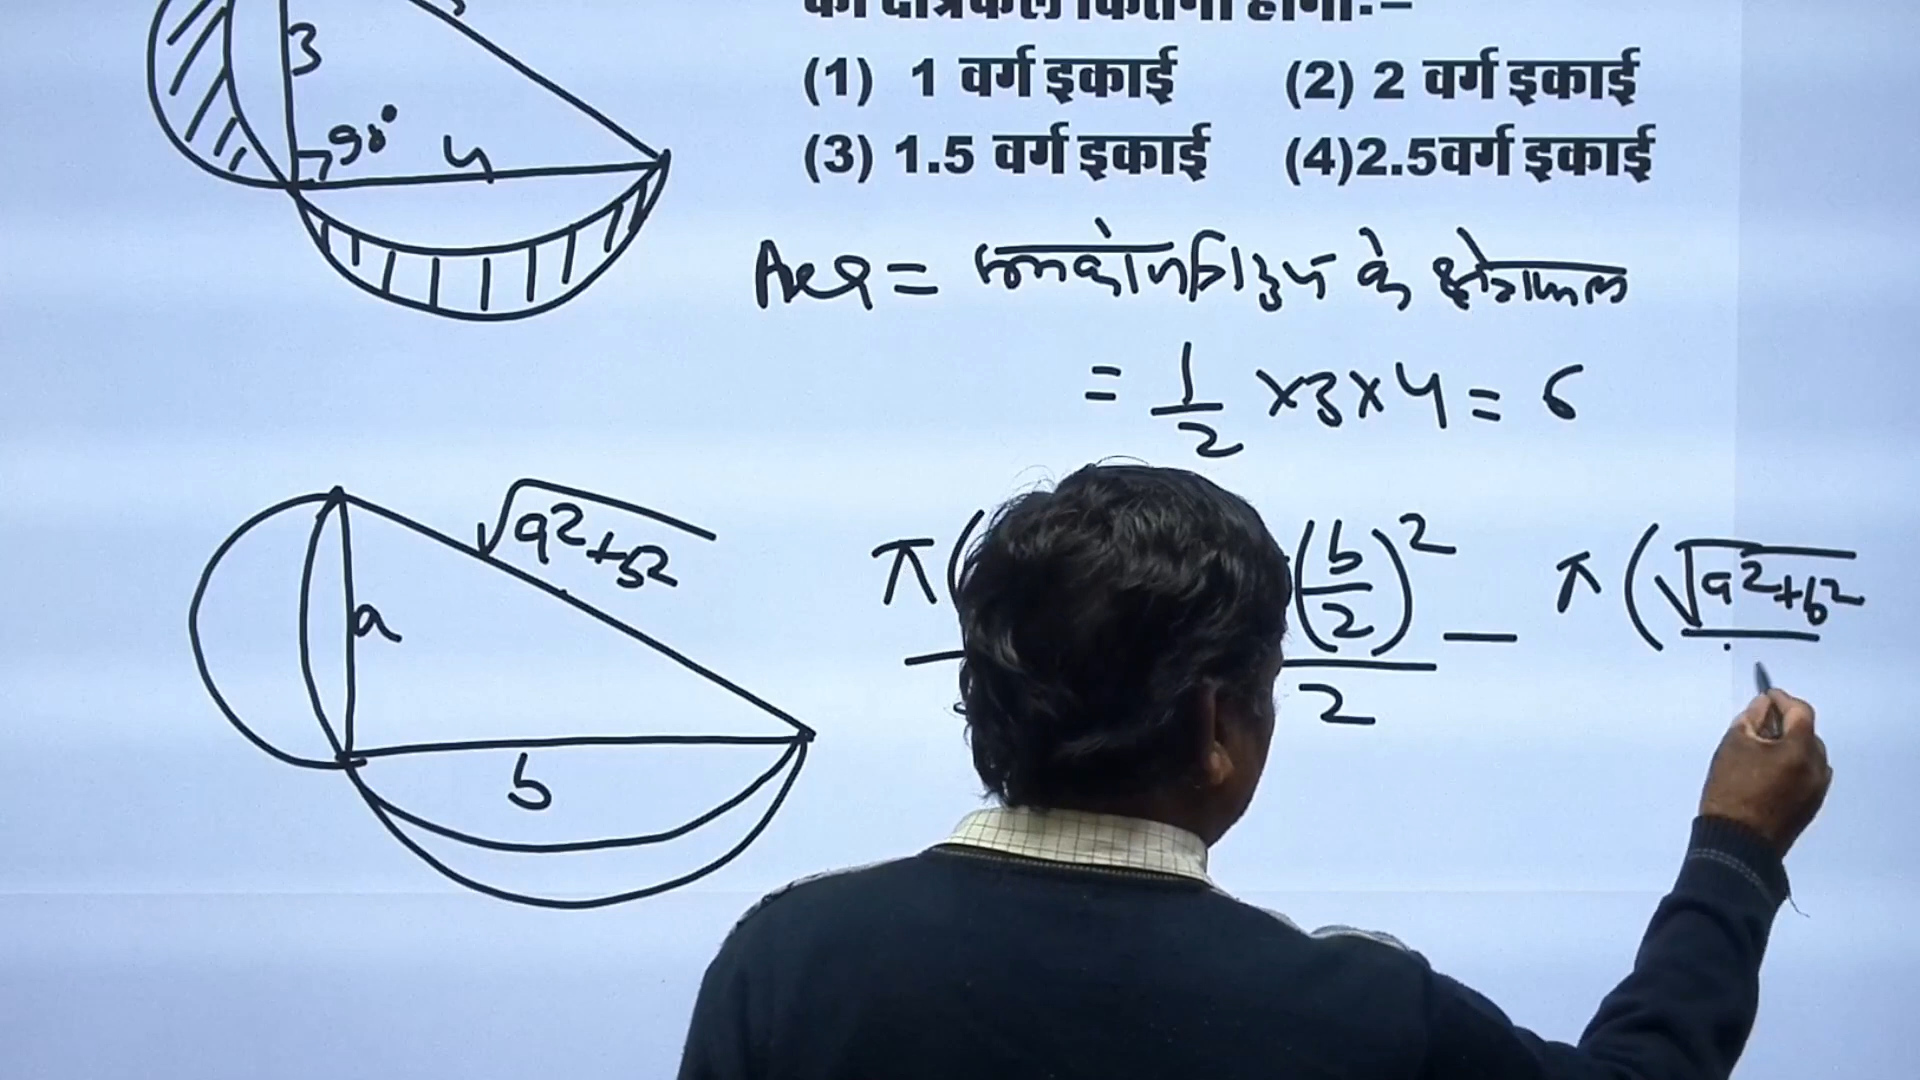 3
90°
4
(1) 1 वर्ग इकाई (2) 2 वर्ग इकाई
(3) 1.5 वर्ग इकाई (4)2.5वर्ग इकाई
= समकोण त्रिभुज के क्षेत्रफल
= 1/2 ×3×4 = 6
√a²+b²
a
b
π( (b/2)² / 2 — π(√a²+b²